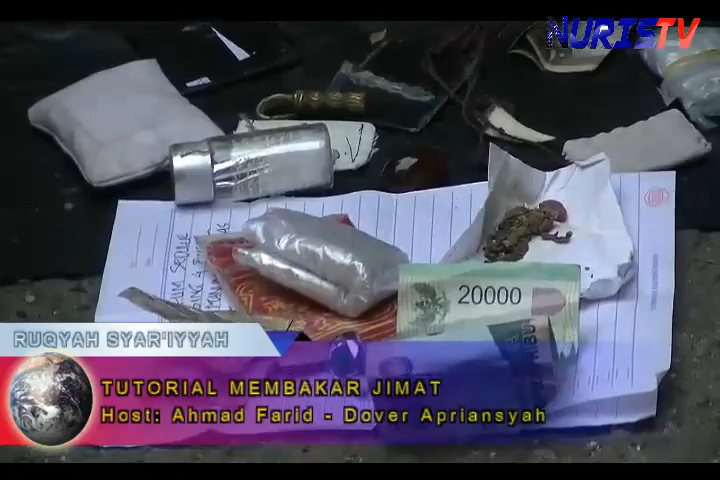 NURISTV
20000
RUQYAH SYAR'IYYAH
TUTORIAL MEMBAKAR JIMAT
Host: Ahmad Farid - Dover Apriansyah